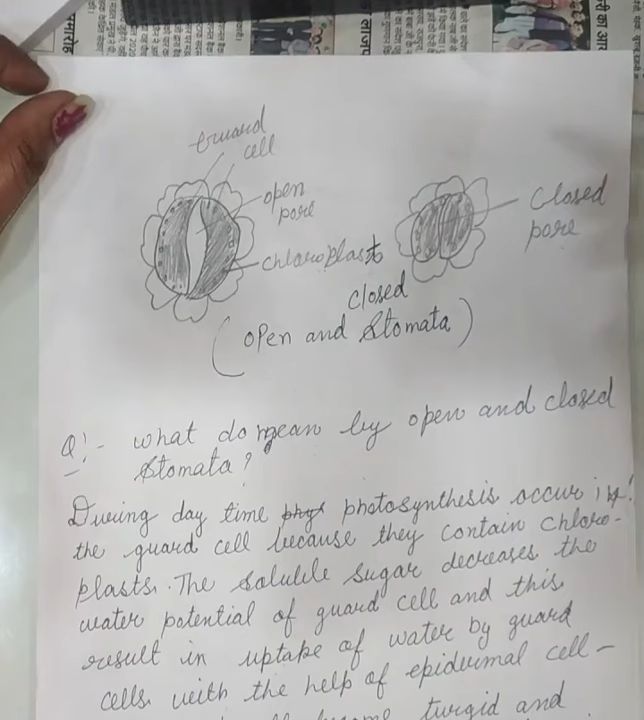 guard
cell
open
pore
chloroplasts
closed
pore
closed
(open and stomata)
Q!- what do mean by open and closed
stomata?
During day time photosynthesis occur in
the guard cell because they contain chloro-
plasts. The soluble sugar decreases the
water potential of guard cell and this
result in uptake of water by guard
cells with the help of epidermal cell-
turgid and